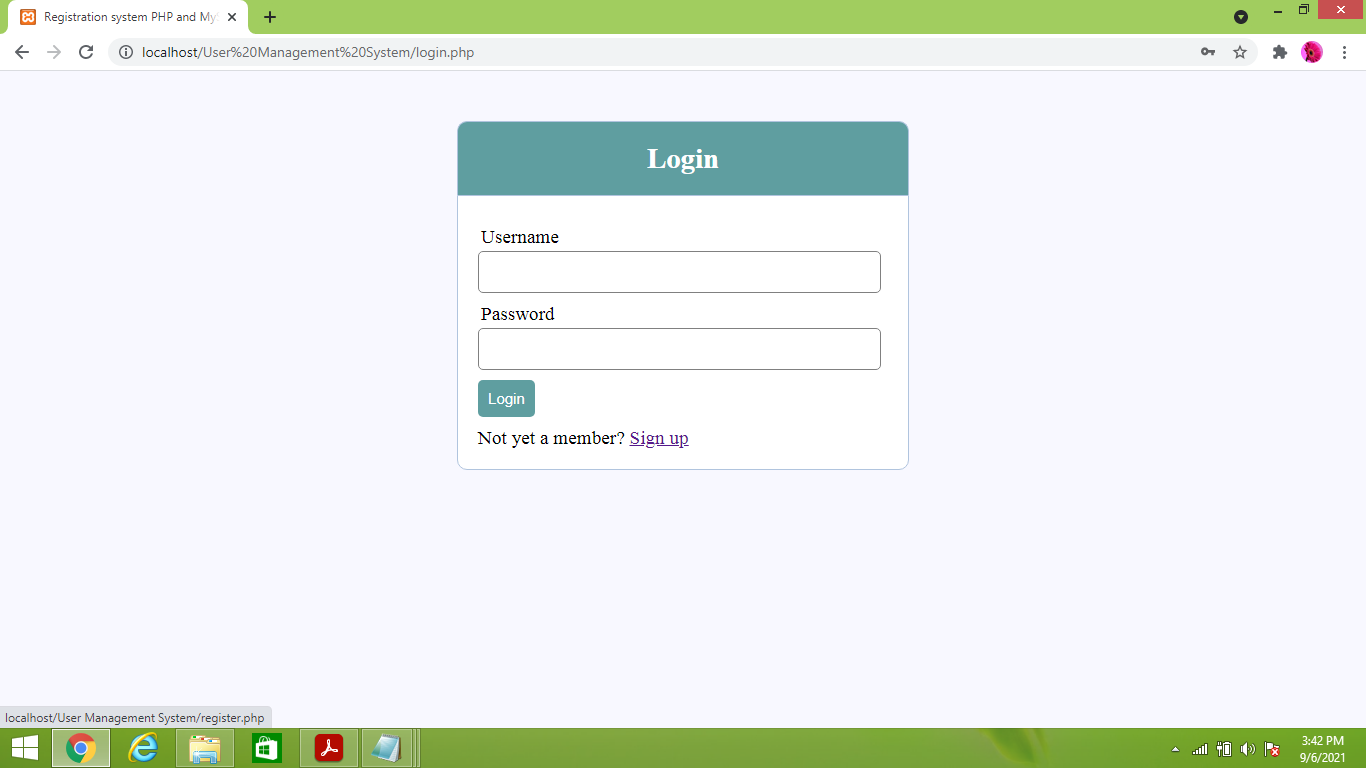 Registration system PHP and My
localhost/User%20Management%20System/login.php
Login
Username
Password
Login
Not yet a member? Sign up
localhost/User Management System/register.php
3:42 PM
9/6/2021